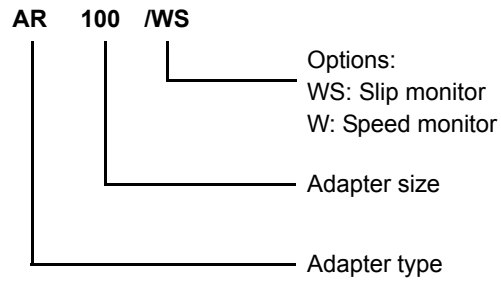 AR 100 /WS
Options:
WS: Slip monitor
W: Speed monitor
Adapter size
Adapter type